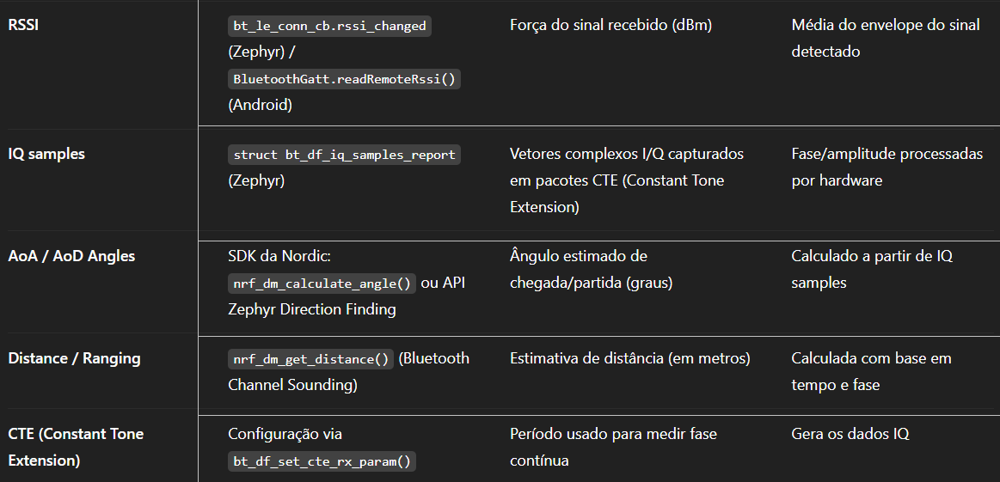 RSSI
bt_le_conn_cb.rssi_changed
(Zephyr) /
BluetoothGatt.readRemoteRssi()
(Android)
Força do sinal recebido (dBm)
Média do envelope do sinal
detectado
IQ samples
struct bt_df_iq_samples_report
(Zephyr)
Vetores complexos I/Q capturados
em pacotes CTE (Constant Tone
Extension)
Fase/amplitude processadas
por hardware
AoA / AoD Angles
SDK da Nordic:
nrf_dm_calculate_angle() ou API
Zephyr Direction Finding
Ângulo estimado de
chegada/partida (graus)
Calculado a partir de IQ
samples
Distance / Ranging
nrf_dm_get_distance() (Bluetooth
Channel Sounding)
Estimativa de distância (em metros)
Calculada com base em
tempo e fase
CTE (Constant Tone
Extension)
Configuração via
bt_df_set_cte_rx_param()
Período usado para medir fase
contínua
Gera os dados IQ